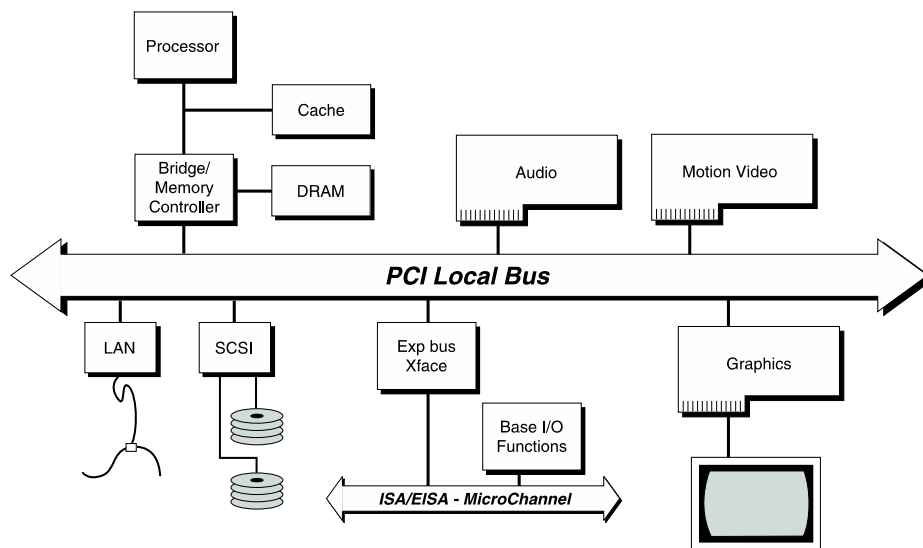 Processor
Cache
Bridge/
Memory
Controller
DRAM
Audio
Motion Video
PCI Local Bus
LAN
SCSI
Exp bus
Xface
Graphics
Base I/O
Functions
ISA/EISA - MicroChannel